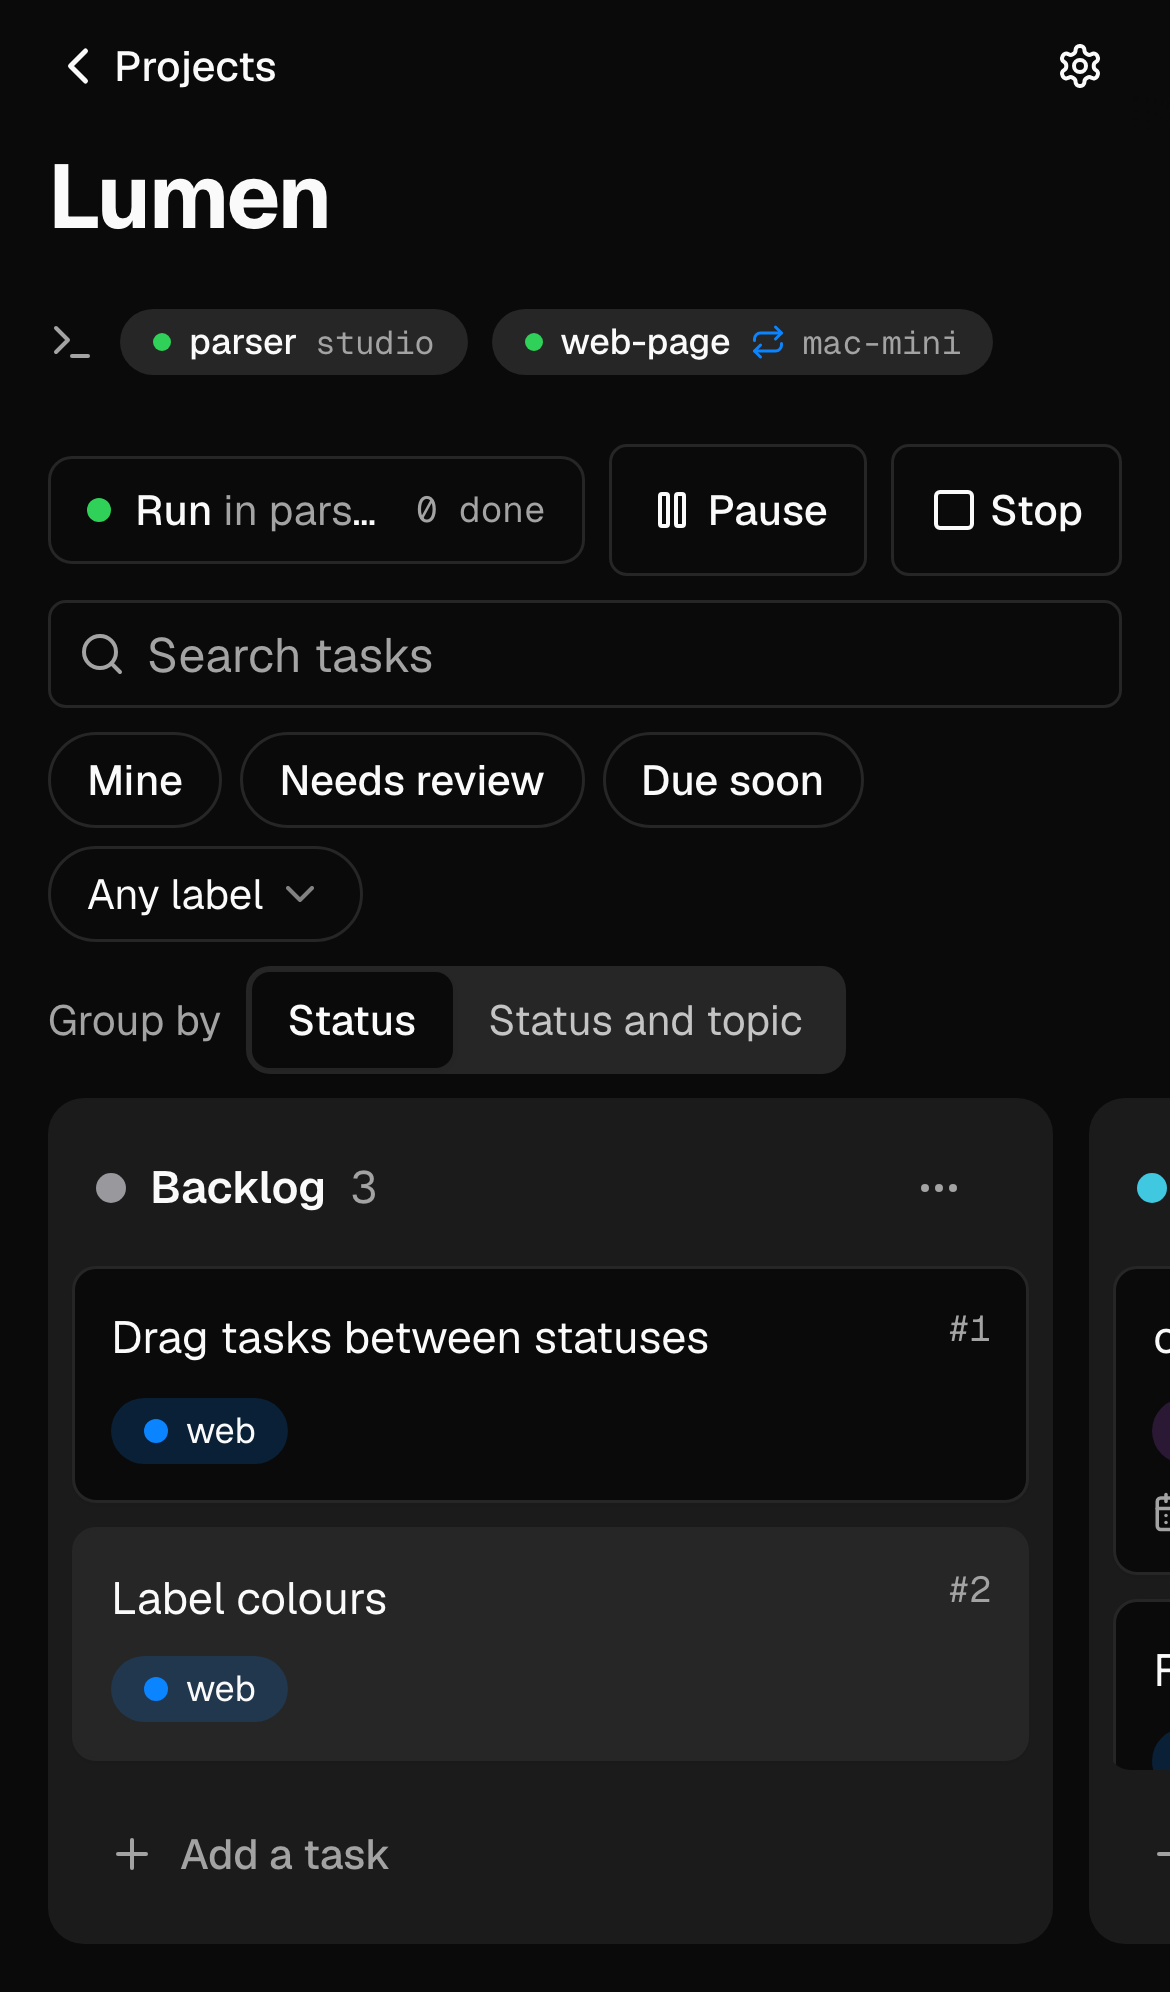 Projects
Lumen
parser studio web-page mac-mini
Run in pars... 0 done Pause Stop
Search tasks
Mine Needs review Due soon
Any label
Group by Status Status and topic
Backlog 3
Drag tasks between statuses #1
web
Label colours #2
web
Add a task